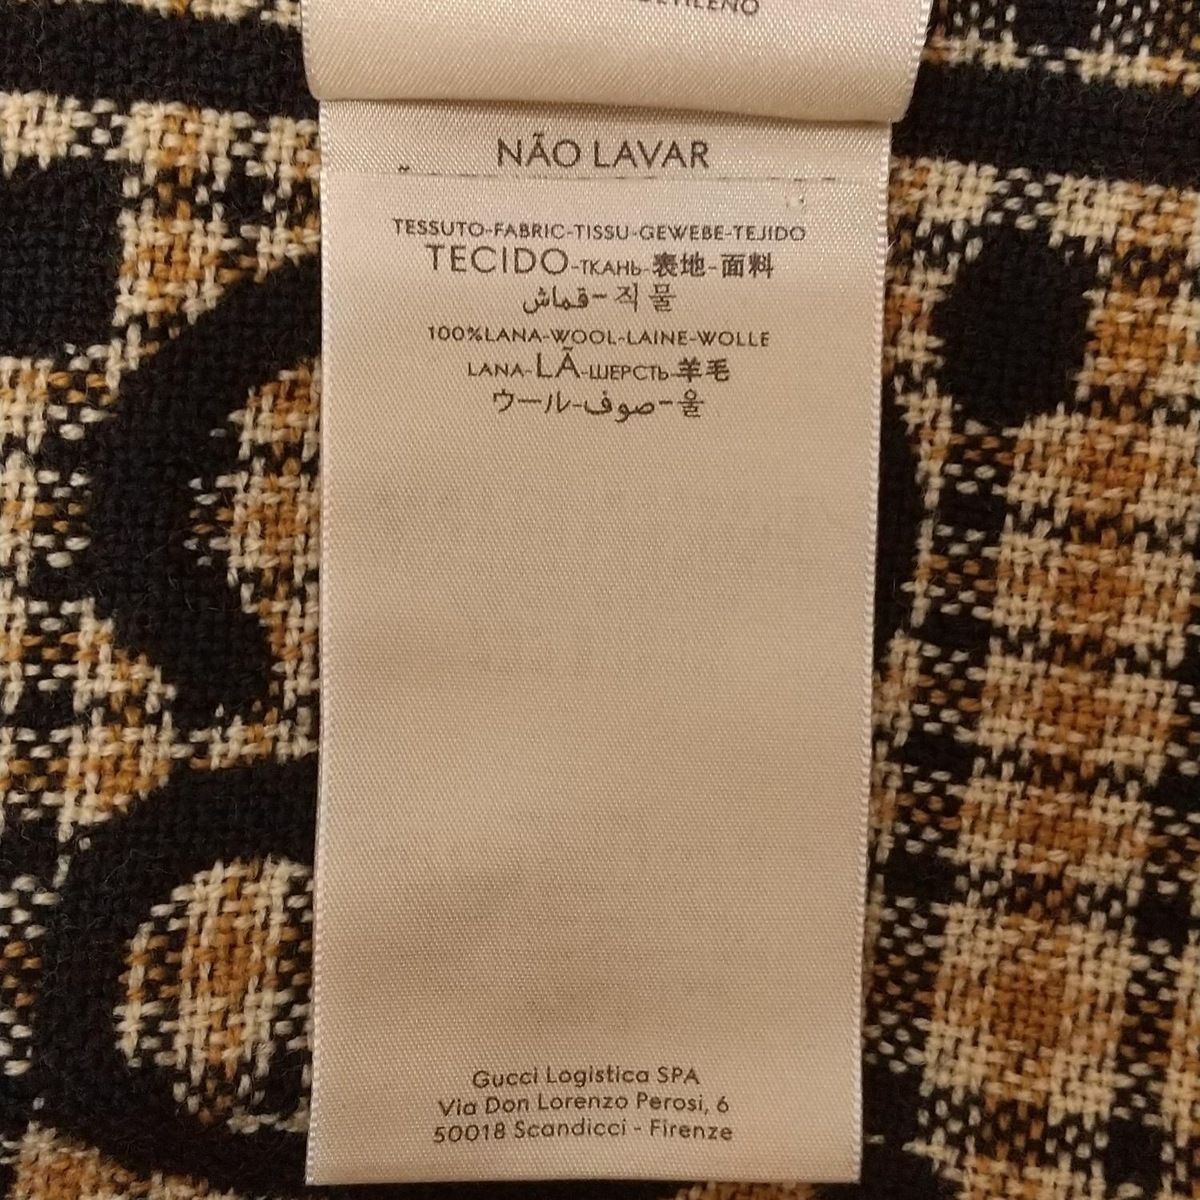 NÃO LAVAR
TESSUTO-FABRIC-TISSU-GEWEBE-TEJIDO
TECIDO-ТКАНЬ-表地-面料
قماش-직물
100%LANA-WOOL-LAINE-WOLLE
LANA-LÃ-ШЕРСТЬ-羊毛
ウール-صوف-울
Gucci Logistica SPA
Via Don Lorenzo Perosi, 6
50018 Scandicci - Firenze